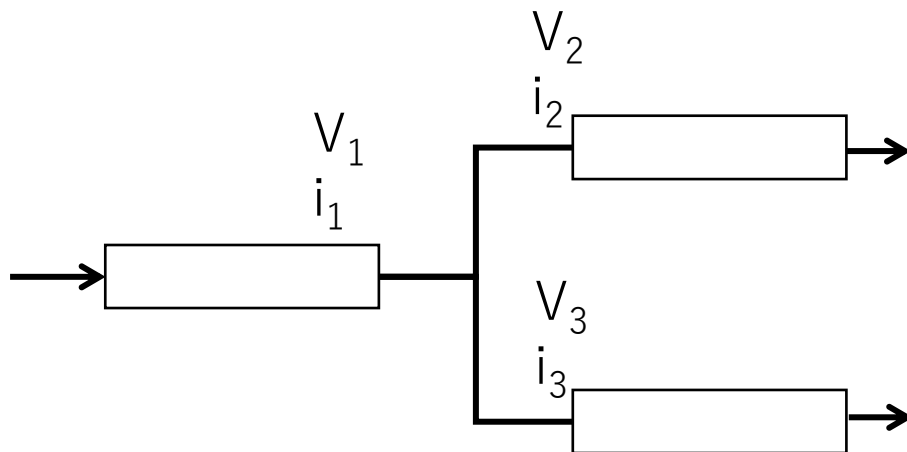 V₂
i₂
V₁
i₁
V₃
i₃